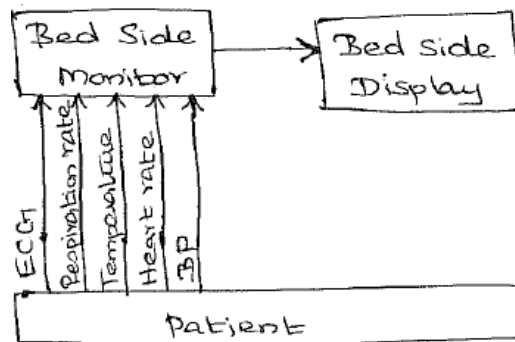 Bed Side
Monitor
Bed side
Display
ECG
Respiration rate
Temperature
Heart rate
BP
Patient